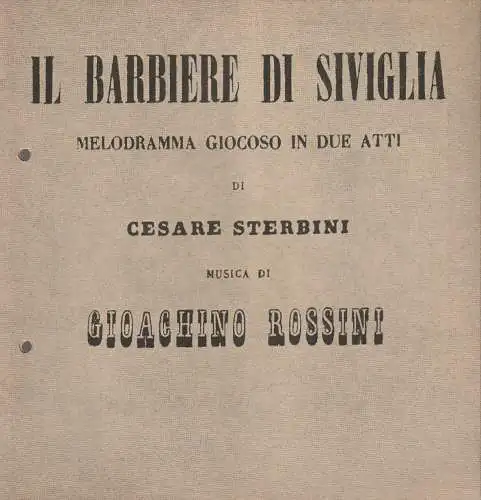 IL BARBIERE DI SIVIGLIA
MELODRAMMA GIOCOSO IN DUE ATTI
DI
CESARE STERBINI
MUSICA DI
GIOACHINO ROSSINI